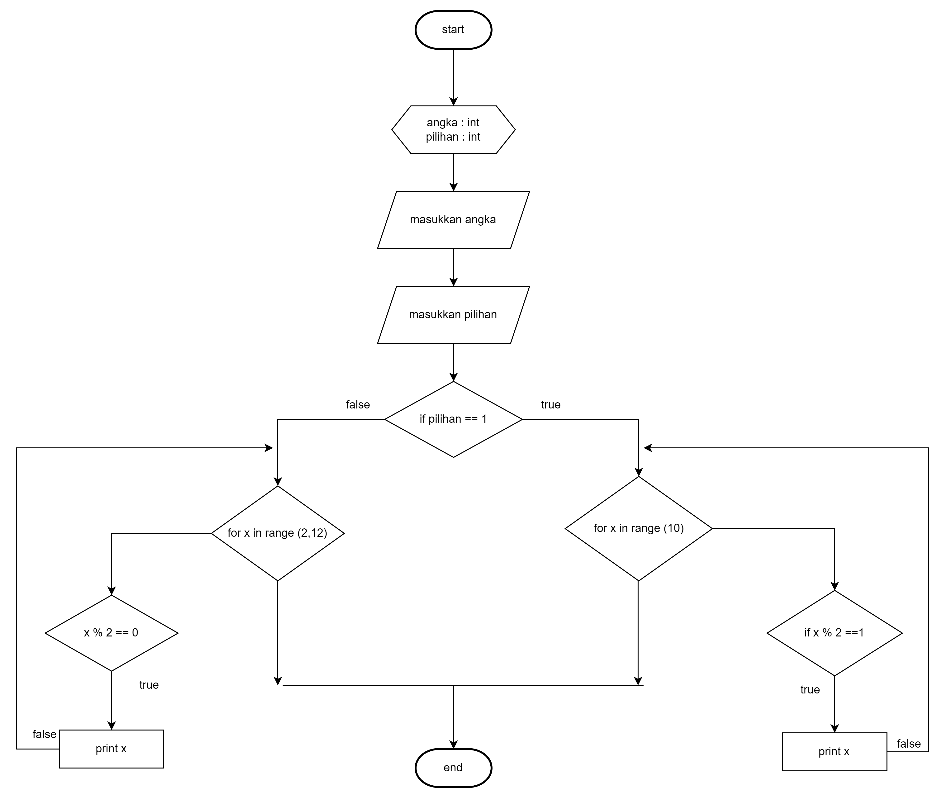 start
angka : int
pilihan : int
masukkan angka
masukkan pilihan
if pilihan == 1
false
true
for x in range (2,12)
for x in range (10)
x % 2 == 0
if x % 2 ==1
true
true
false
print x
print x
false
end